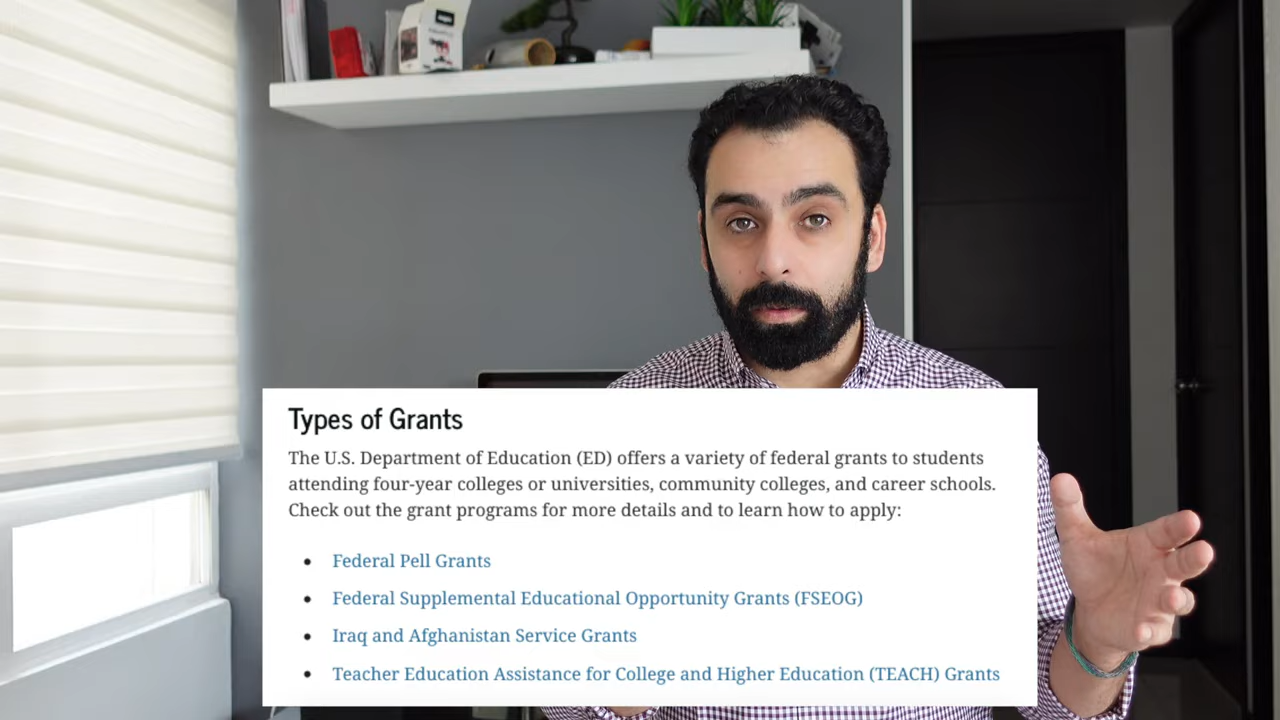 Types of Grants
The U.S. Department of Education (ED) offers a variety of federal grants to students
attending four-year colleges or universities, community colleges, and career schools.
Check out the grant programs for more details and to learn how to apply:
• Federal Pell Grants
• Federal Supplemental Educational Opportunity Grants (FSEOG)
• Iraq and Afghanistan Service Grants
• Teacher Education Assistance for College and Higher Education (TEACH) Grants